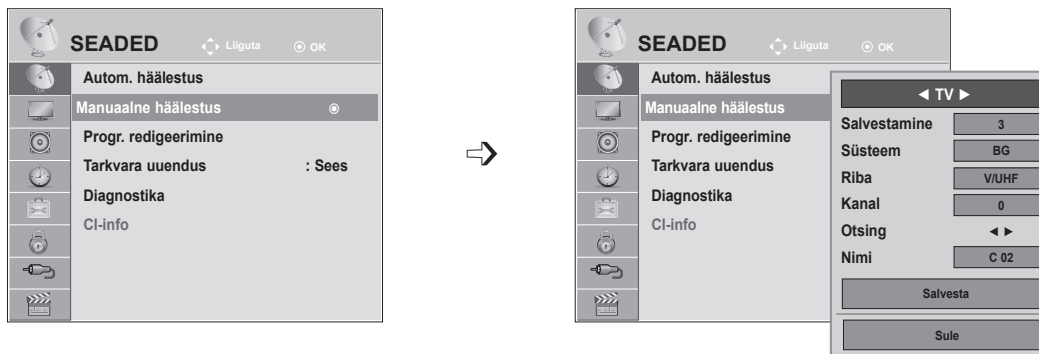 SEADED Liiguta OK
Autom. häälestus
Manuaalne häälestus
Progr. redigeerimine
Tarkvara uuendus : Sees
Diagnostika
CI-info
SEADED Liiguta OK
Autom. häälestus
Manuaalne häälestus
Progr. redigeerimine
Tarkvara uuendus
Diagnostika
CI-info
◄ TV ►
Salvestamine 3
Süsteem BG
Riba V/UHF
Kanal 0
Otsing ◄ ►
Nimi C 02
Salvesta
Sule